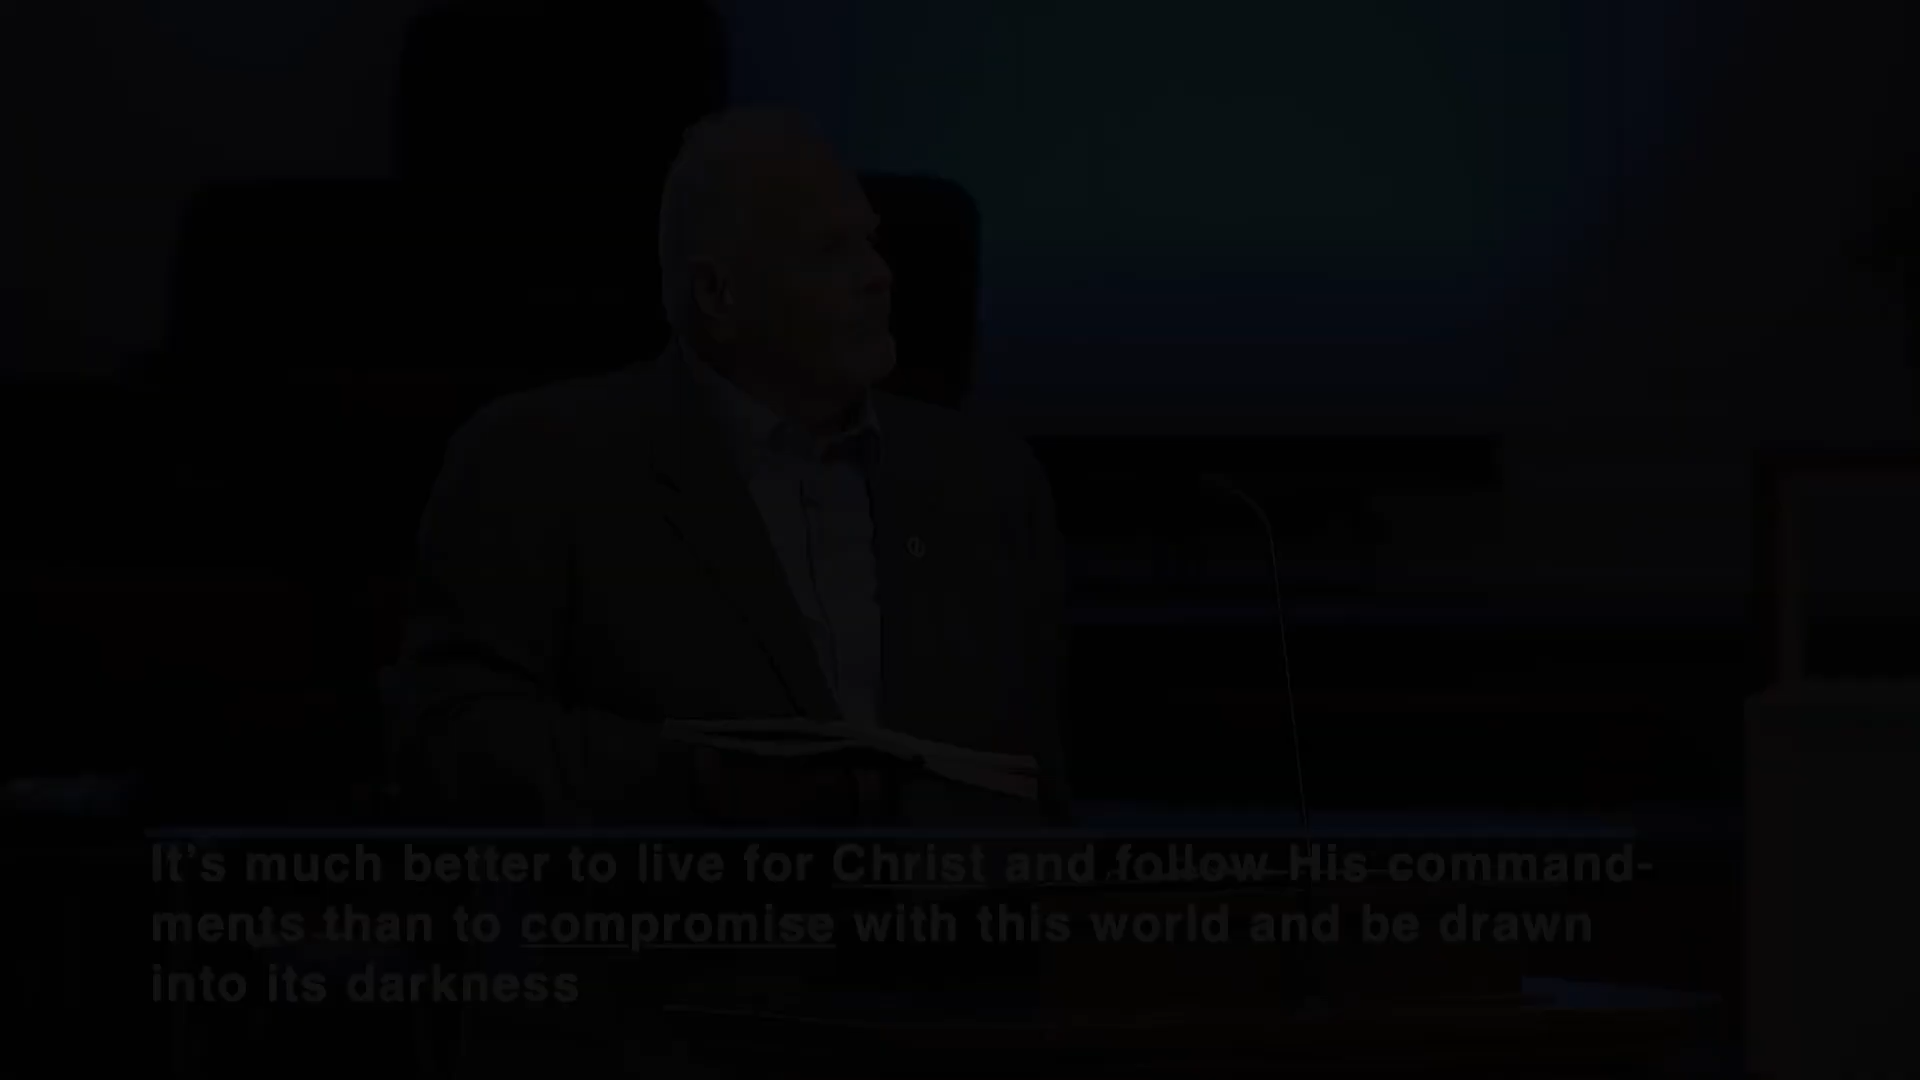 It's much better to live for Christ and follow His command-
ments than to compromise with this world and be drawn
into its darkness